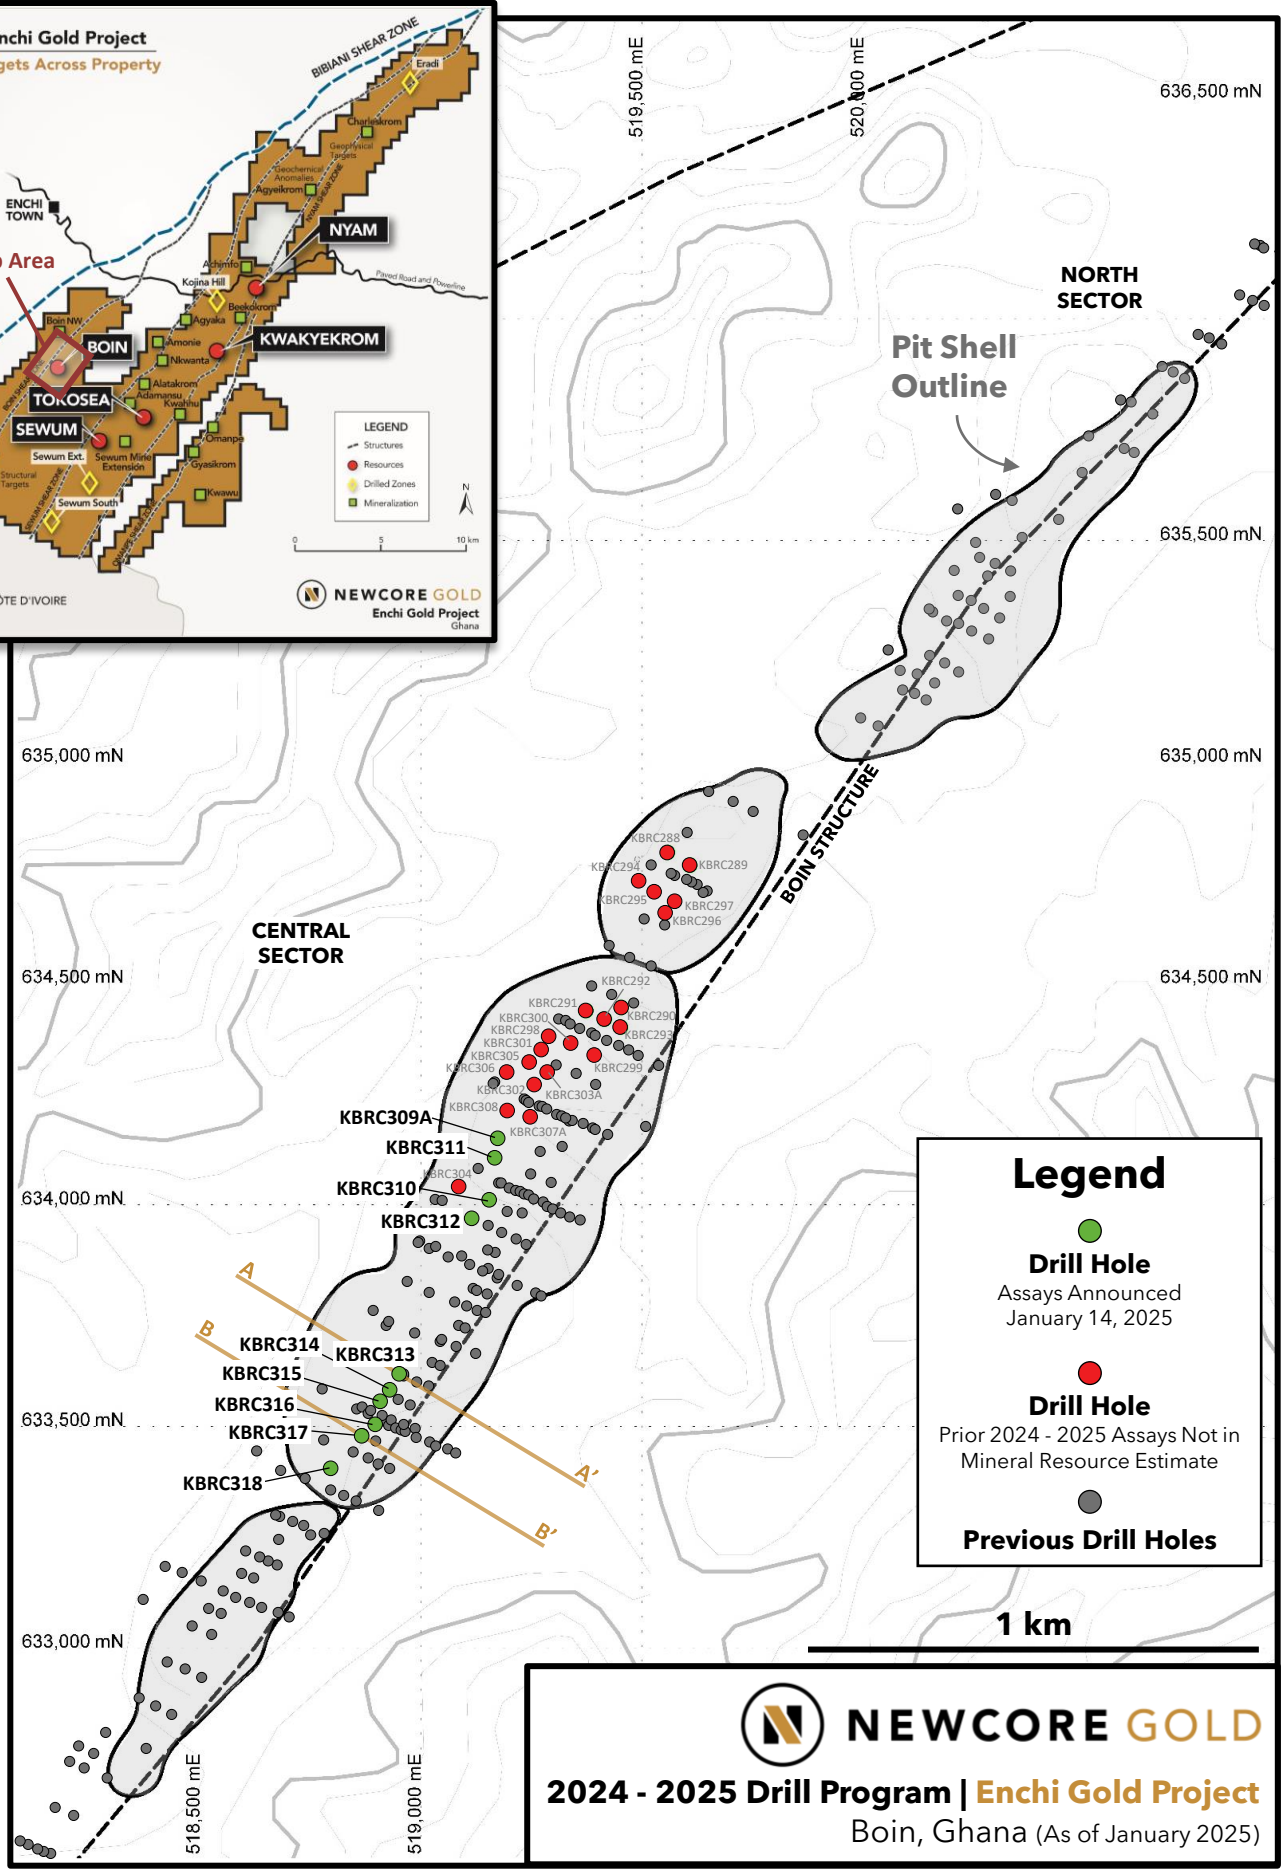 nchi Gold Project
gets Across Property
BIBIANI SHEAR ZONE
Eradi
Charleskrom
Geophysical
Targets
Geochemical
Anomalies
Agyeikrom
NYAM SHEAR ZONE
ENCHI
TOWN
NYAM
Achimfo
Paved Road and Powerline
Area
Kojina Hill
Beekokrom
Boin NW
Agyaka
KWAKYEKROM
BOIN
Amonie
Nkwanta
Alatakrom
Adamansu
TOKOSEA
Kwahu
SEWUM
Omanpe
Sewum Ext.
Sewum Mine
Extension
Gyasikrom
Structural
Targets
Kwawu
SEWUM SHEAR ZONE
Sewum South
LEGEND
Structures
Resources
Drilled Zones
Mineralization
N
0 5 10 km
ÔTE D'IVOIRE
NEWCORE GOLD
Enchi Gold Project
Ghana
519,500 mE
520,000 mE
636,500 mN
NORTH
SECTOR
Pit Shell
Outline
635,500 mN
635,000 mN
635,000 mN
BOIN STRUCTURE
KBRC288
KBRC289
KBRC294
KBRC295
KBRC297
KBRC296
CENTRAL
SECTOR
634,500 mN
634,500 mN
KBRC292
KBRC291
KBRC290
KBRC300
KBRC298
KBRC293
KBRC301
KBRC305
KBRC299
KBRC306
KBRC302
KBRC303A
KBRC308
KBRC309A
KBRC307A
KBRC311
KBRC304
KBRC310
634,000 mN
KBRC312
A
B
KBRC314
KBRC313
KBRC315
KBRC316
633,500 mN
KBRC317
KBRC318
A'
B'
Legend
Drill Hole
Assays Announced
January 14, 2025
Drill Hole
Prior 2024 - 2025 Assays Not in
Mineral Resource Estimate
Previous Drill Holes
633,000 mN
1 km
518,500 mE
519,000 mE
NEWCORE GOLD
2024 - 2025 Drill Program | Enchi Gold Project
Boin, Ghana (As of January 2025)